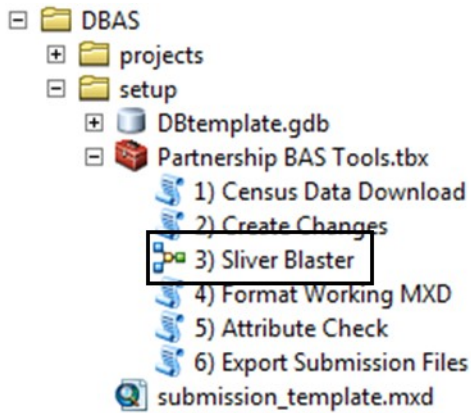 DBAS
projects
setup
DBtemplate.gdb
Partnership BAS Tools.tbx
1) Census Data Download
2) Create Changes
3) Sliver Blaster
4) Format Working MXD
5) Attribute Check
6) Export Submission Files
submission_template.mxd